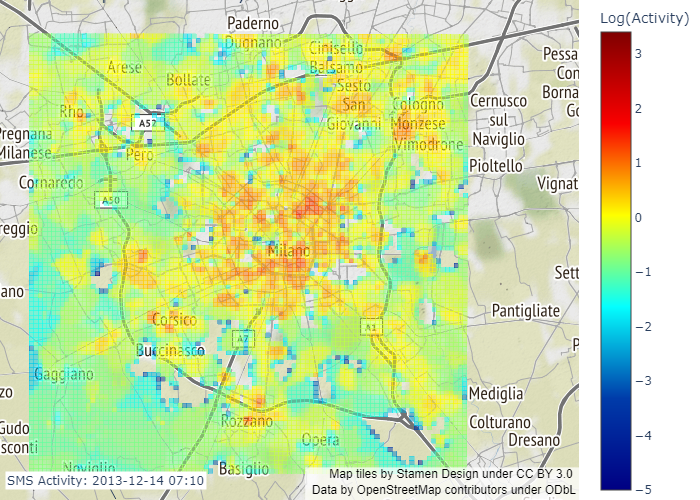 Log(Activity)
Paderno
Dugnano
Cinisello
Balsamo
Arese
Bollate
Sesto
San
Giovanni
Cologno
Monzese
Vimodrone
Cernusco
sul
Naviglio
Pessa
Con
Borna
Go
Rho
A57
Pregnana
Milanese
Pero
Pioltello
Cornaredo
A50
Vignat
reggio
Milano
Sett
ano
Pantigliate
Corsico
A1
A7
P
Buccinasco
Gaggiano
zo
Mediglia
Rozzano
Colturano
Gudo
Opera
Dresano
sconti
Noviglio
Basiglio
SMS Activity: 2013-12-14 07:10
Map tiles by Stamen Design under CC BY 3.0
Data by OpenStreetMap contributors under ODbL
3
2
1
0
−1
−2
−3
−4
−5